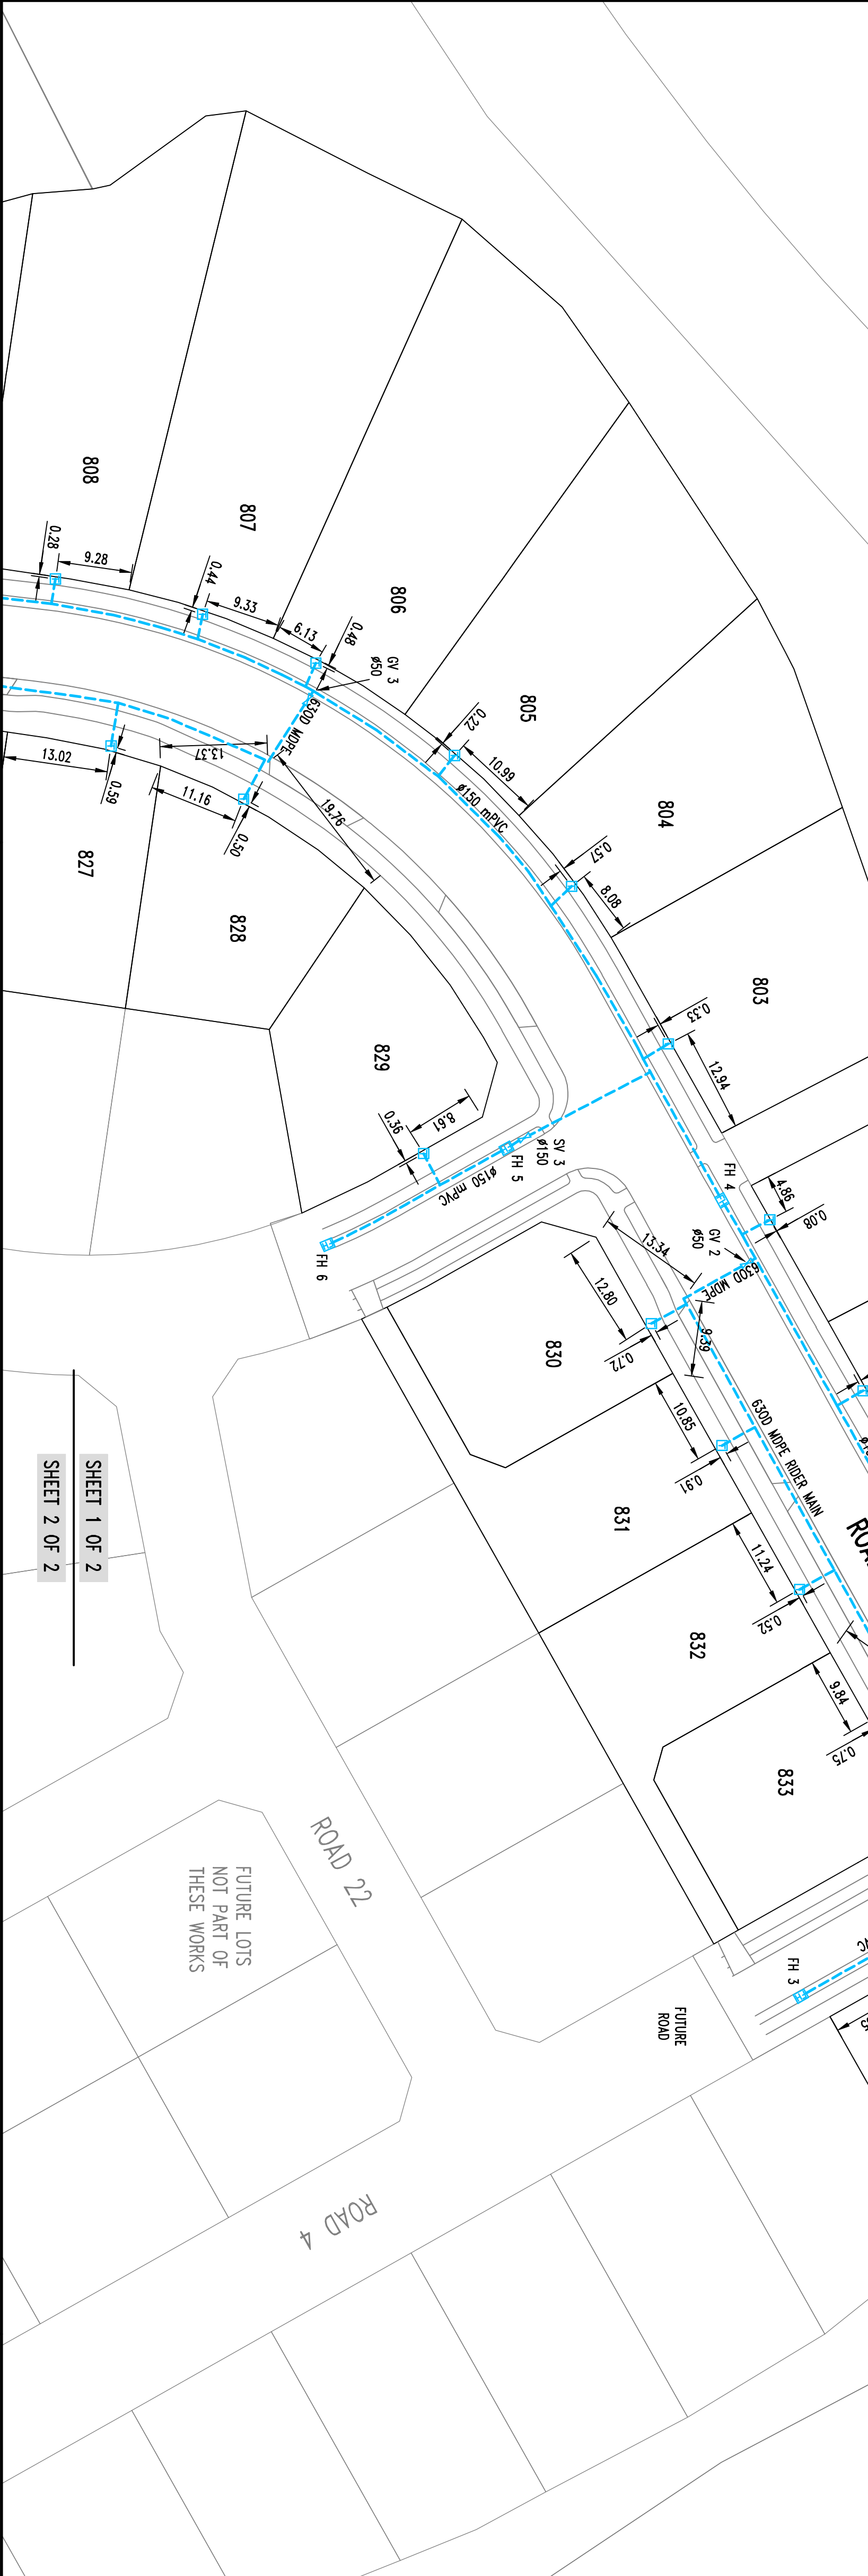 808
0.28
9.28
807
0.44
9.33
806
6.13
0.48
GV 3
ø50
63OD MDPE
805
0.22
10.99
ø150 mPVC
804
0.57
8.08
803
0.33
12.94
13.02
0.59
13.37
11.16
0.50
19.76
827
828
829
8.61
0.36
SV 3
ø150
FH 5
ø150 mPVC
FH 6
FH 4
4.86
0.08
GV 2
ø50
63OD MDPE
13.34
12.80
0.72
9.39
830
10.85
0.91
63OD MDPE RIDER MAIN
831
11.24
0.52
832
9.84
0.75
833
SHEET 1 OF 2
SHEET 2 OF 2
ROAD 22
FUTURE LOTS
NOT PART OF
THESE WORKS
FH 3
FUTURE
ROAD
ROAD 4